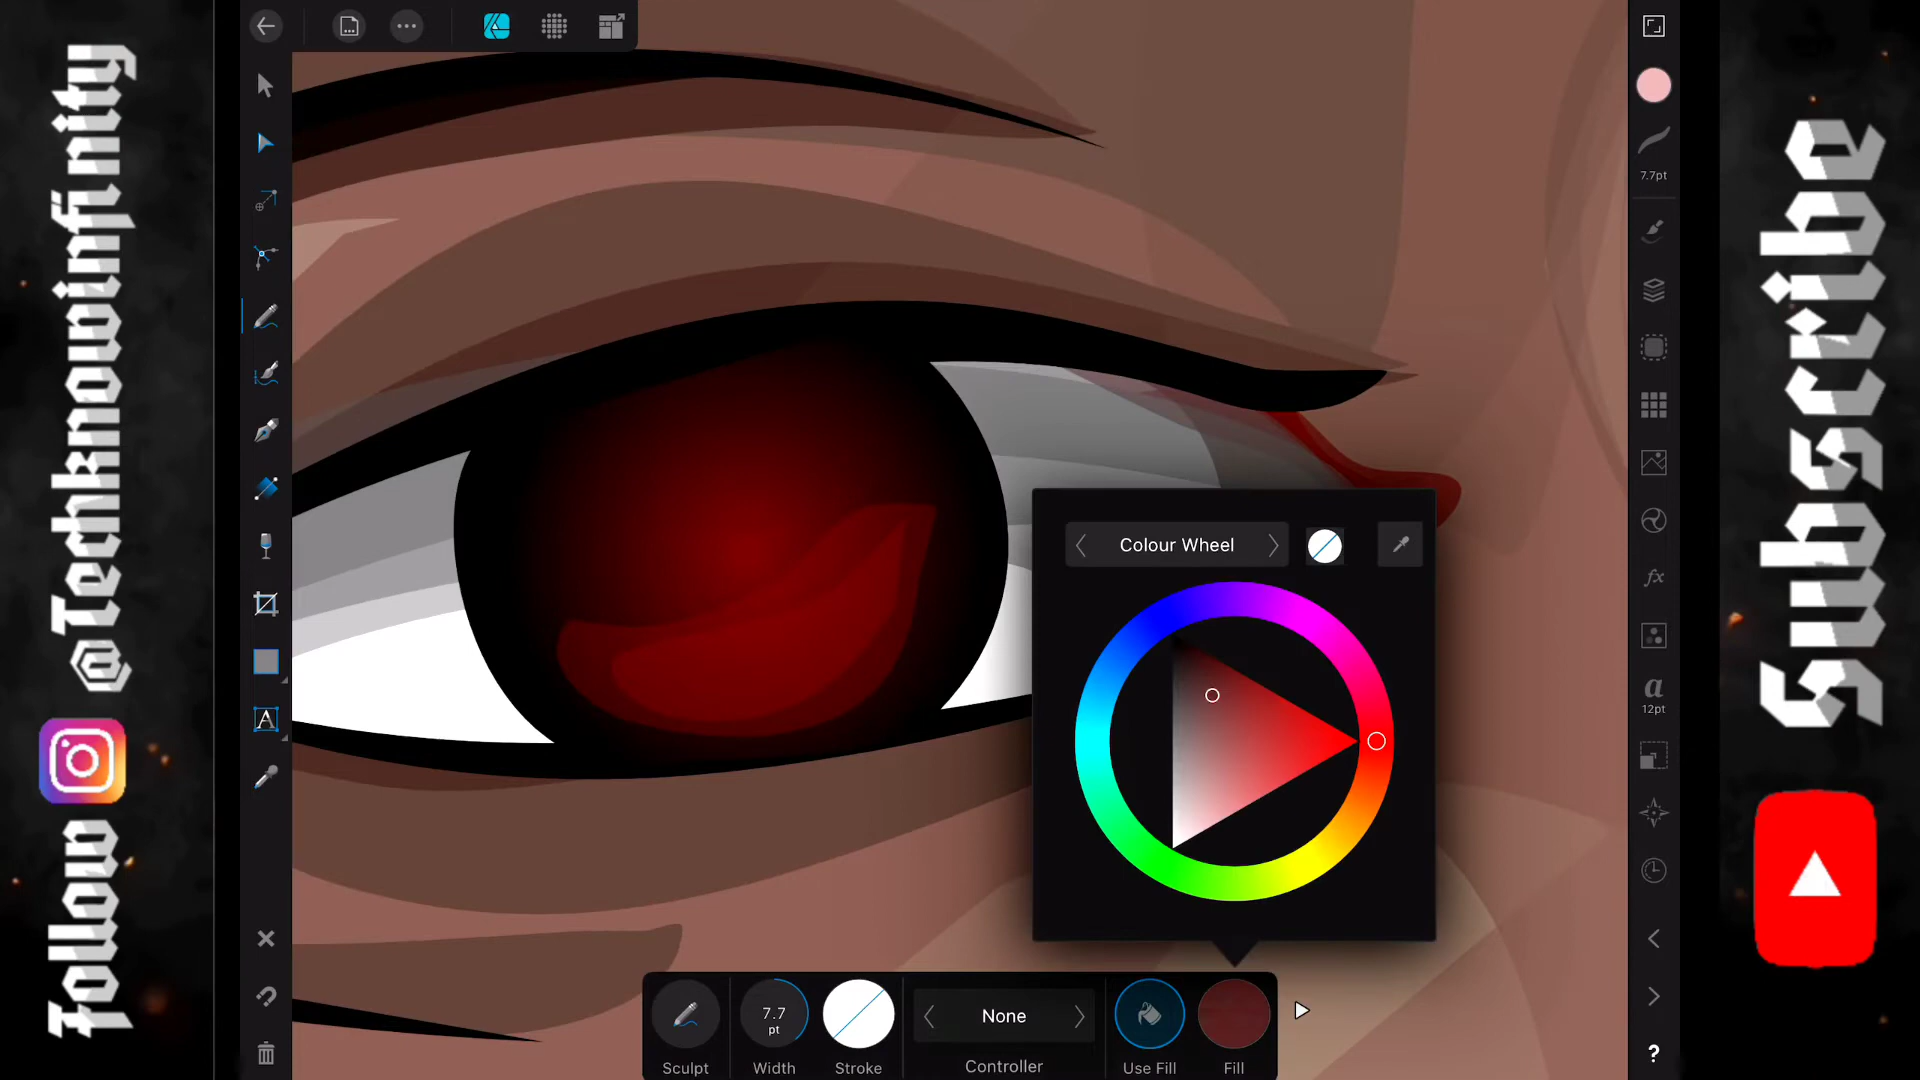 Follow @Techknowinfinity
7.7pt
a
12pt
fx
A
Colour Wheel
7.7
pt
None
Sculpt
Width
Stroke
Controller
Use Fill
Fill
?
Subscribe